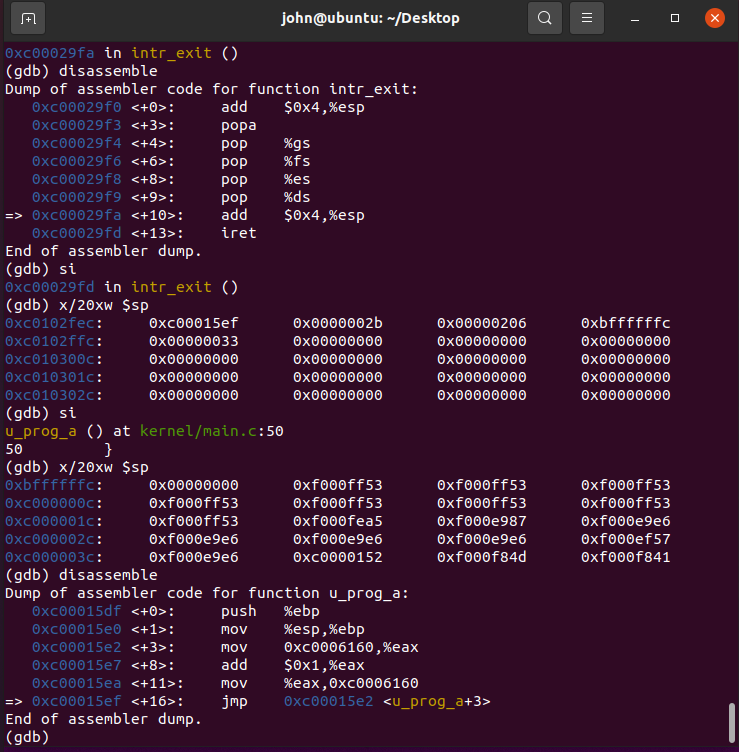 john@ubuntu: ~/Desktop
0xc00029fa in intr_exit ()
(gdb) disassemble
Dump of assembler code for function intr_exit:
   0xc00029f0 <+0>:     add    $0x4,%esp
   0xc00029f3 <+3>:     popa
   0xc00029f4 <+4>:     pop    %gs
   0xc00029f6 <+6>:     pop    %fs
   0xc00029f8 <+8>:     pop    %es
   0xc00029f9 <+9>:     pop    %ds
=> 0xc00029fa <+10>:    add    $0x4,%esp
   0xc00029fd <+13>:    iret
End of assembler dump.
(gdb) si
0xc00029fd in intr_exit ()
(gdb) x/20xw $sp
0xc0102fec:     0xc00015ef      0x0000002b      0x00000206      0xbffffffc
0xc0102ffc:     0x00000033      0x00000000      0x00000000      0x00000000
0xc010300c:     0x00000000      0x00000000      0x00000000      0x00000000
0xc010301c:     0x00000000      0x00000000      0x00000000      0x00000000
0xc010302c:     0x00000000      0x00000000      0x00000000      0x00000000
(gdb) si
u_prog_a () at kernel/main.c:50
50      }
(gdb) x/20xw $sp
0xbffffffc:     0x00000000      0xf000ff53      0xf000ff53      0xf000ff53
0xc000000c:     0xf000ff53      0xf000ff53      0xf000ff53      0xf000ff53
0xc000001c:     0xf000ff53      0xf000fea5      0xf000e987      0xf000e9e6
0xc000002c:     0xf000e9e6      0xf000e9e6      0xf000e9e6      0xf000ef57
0xc000003c:     0xf000e9e6      0xc0000152      0xf000f84d      0xf000f841
(gdb) disassemble
Dump of assembler code for function u_prog_a:
   0xc00015df <+0>:     push   %ebp
   0xc00015e0 <+1>:     mov    %esp,%ebp
   0xc00015e2 <+3>:     mov    0xc0006160,%eax
   0xc00015e7 <+8>:     add    $0x1,%eax
   0xc00015ea <+11>:    mov    %eax,0xc0006160
=> 0xc00015ef <+16>:    jmp    0xc00015e2 <u_prog_a+3>
End of assembler dump.
(gdb)